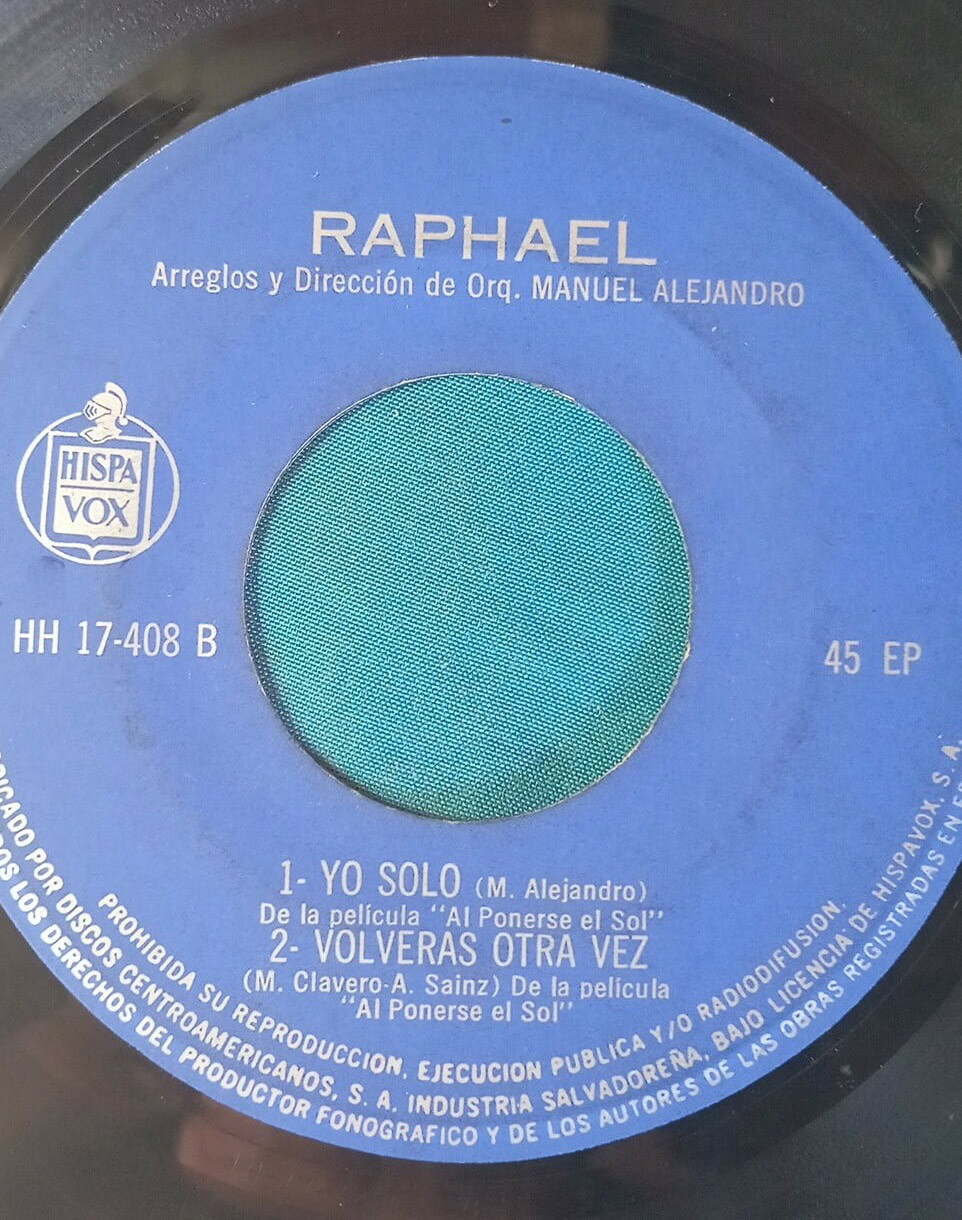 RAPHAEL
Arreglos y Dirección de Orq. MANUEL ALEJANDRO
HISPA
VOX
HH 17-408 B
45 EP
1- YO SOLO (M. Alejandro)
De la película "Al Ponerse el Sol"
2- VOLVERAS OTRA VEZ
(M. Clavero-A. Sainz) De la película
"Al Ponerse el Sol"
PROHIBIDA SU REPRODUCCION, EJECUCION PUBLICA Y/O RADIODIFUSION.
POR DISCOS CENTROAMERICANOS, S. A. INDUSTRIA SALVADOREÑA, BAJO LICENCIA DE HISPAVOX, S. A.
LOS DERECHOS DEL PRODUCTOR FONOGRAFICO Y DE LOS AUTORES DE LAS OBRAS REGISTRADAS EN